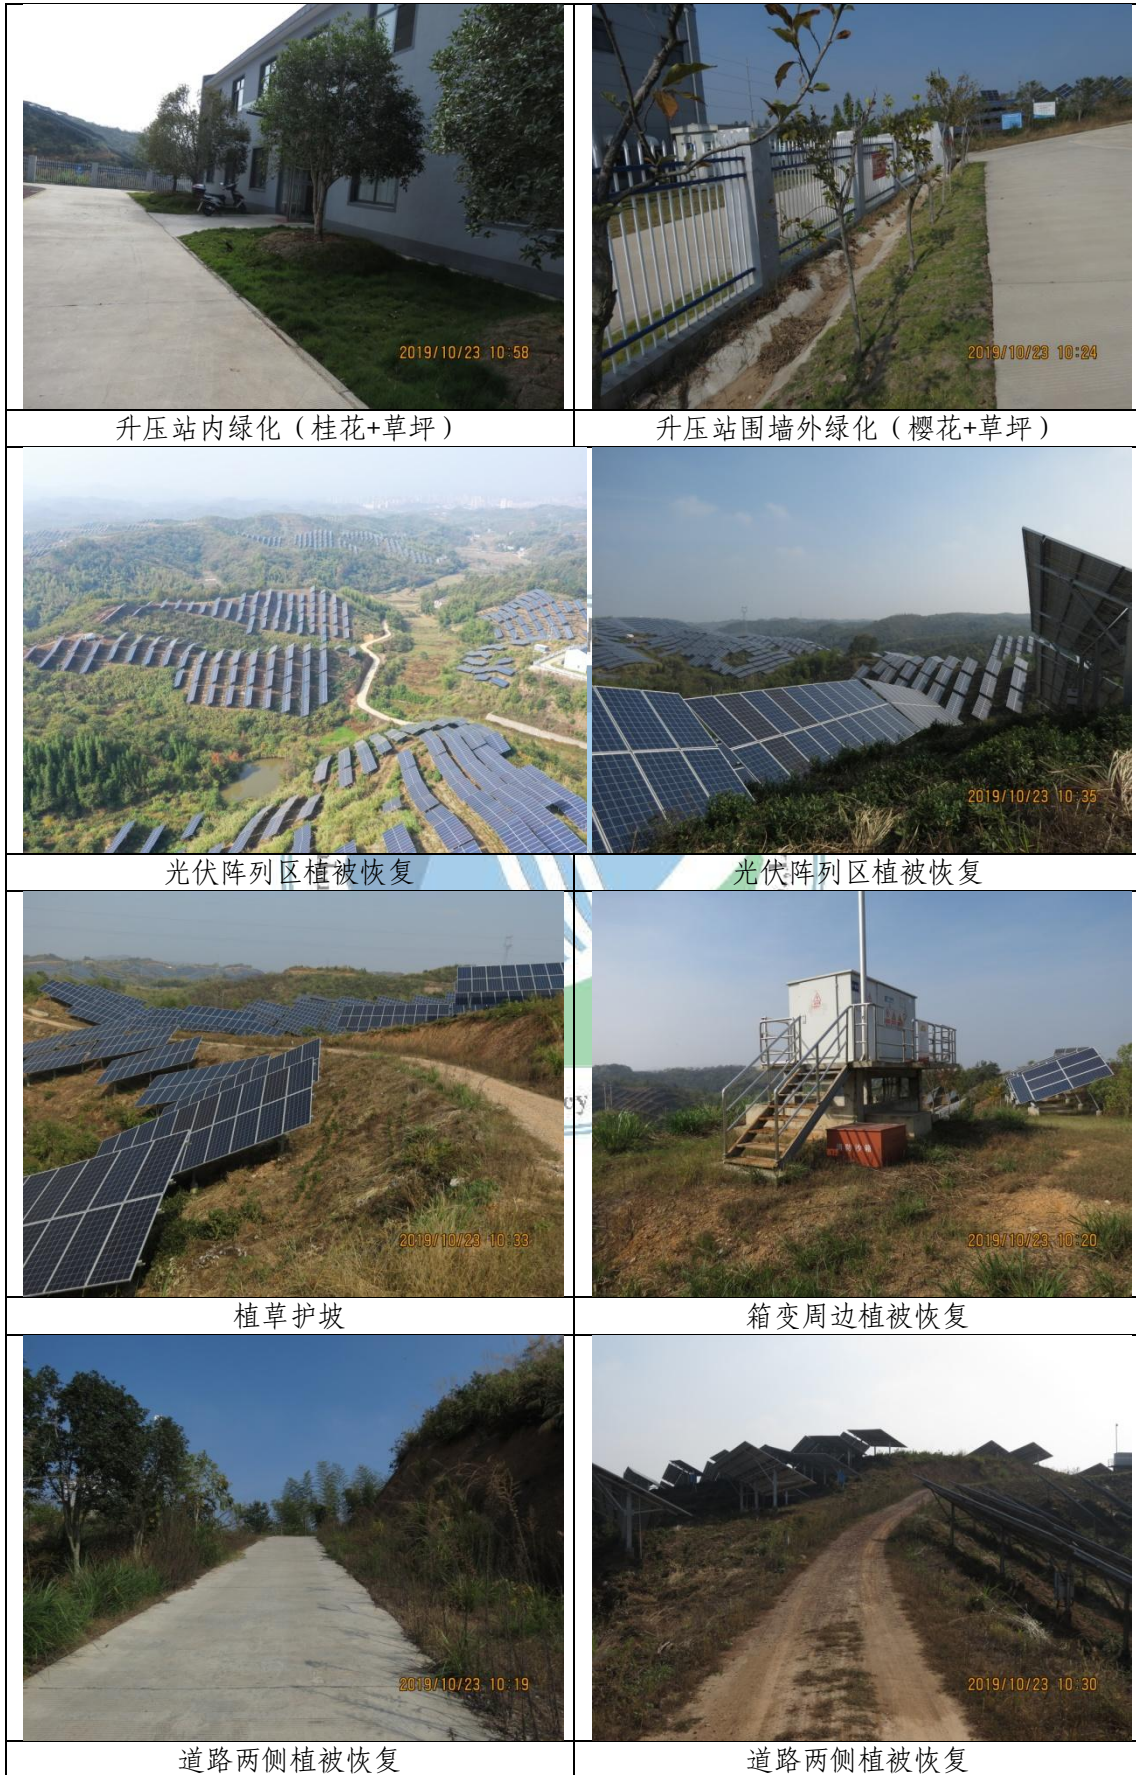 2019/10/23 10:58
2019/10/23 10:24
升压站内绿化（桂花+草坪）
升压站围墙外绿化（樱花+草坪）
2019/10/23 10:35
光伏阵列区植被恢复
光伏阵列区植被恢复
2019/10/23 10:33
2019/10/23 10:20
植草护坡
箱变周边植被恢复
2019/10/23 10:19
2019/10/23 10:30
道路两侧植被恢复
道路两侧植被恢复